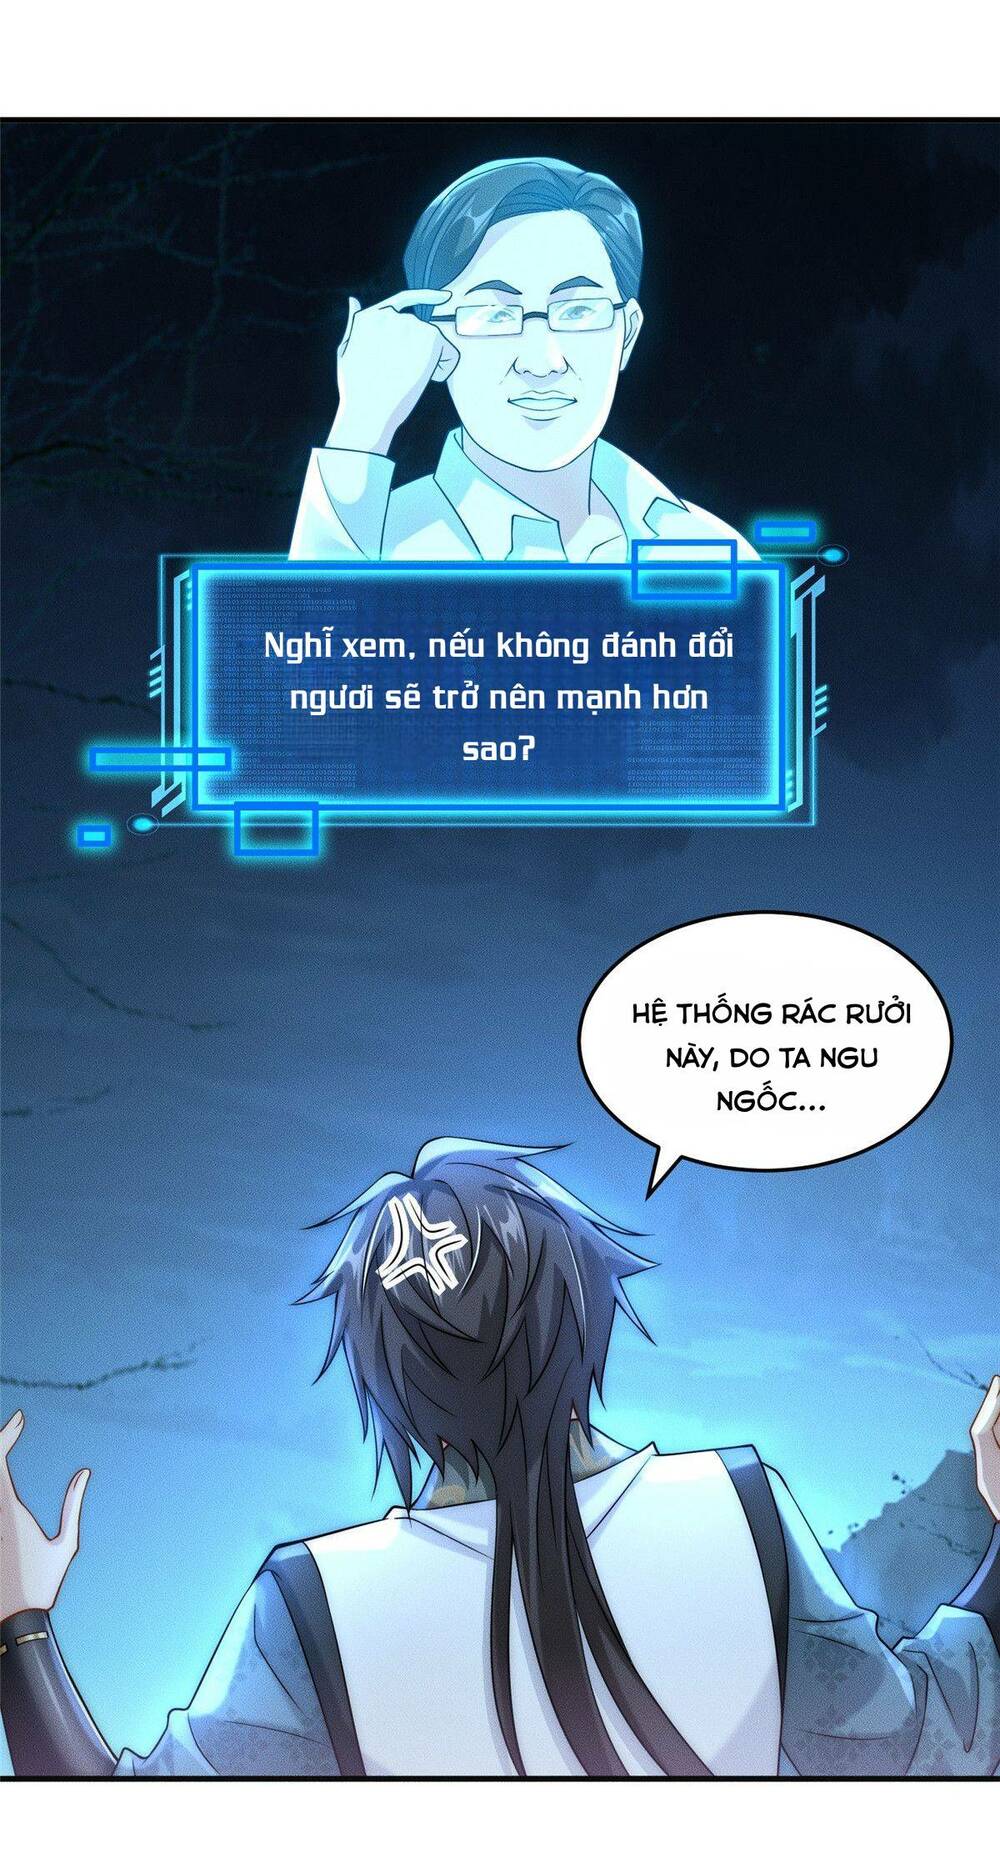 Nghĩ xem, nếu không đánh đổi
ngươi sẽ trở nên mạnh hơn
sao?
HỆ THỐNG RÁC RƯỞI
NÀY, DO TA NGU
NGỐC...